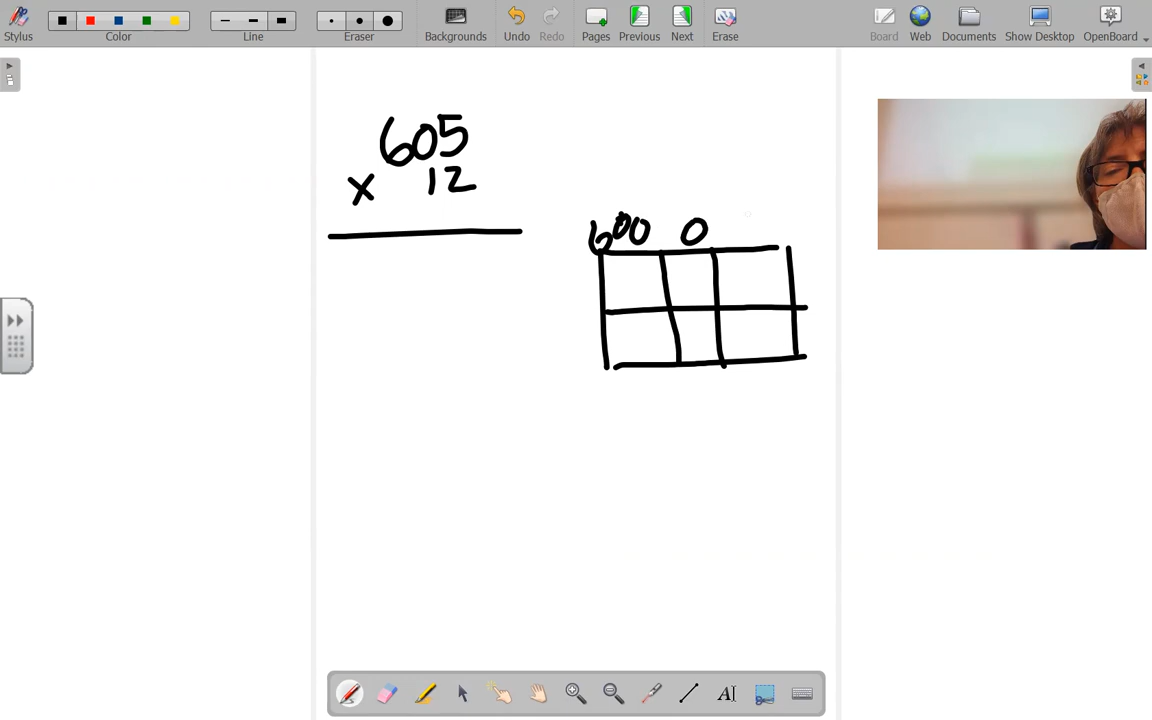 Stylus Color Line Eraser Backgrounds Undo Redo Pages Previous Next Erase Board Web Documents Show Desktop OpenBoard
605
x 12
600 0